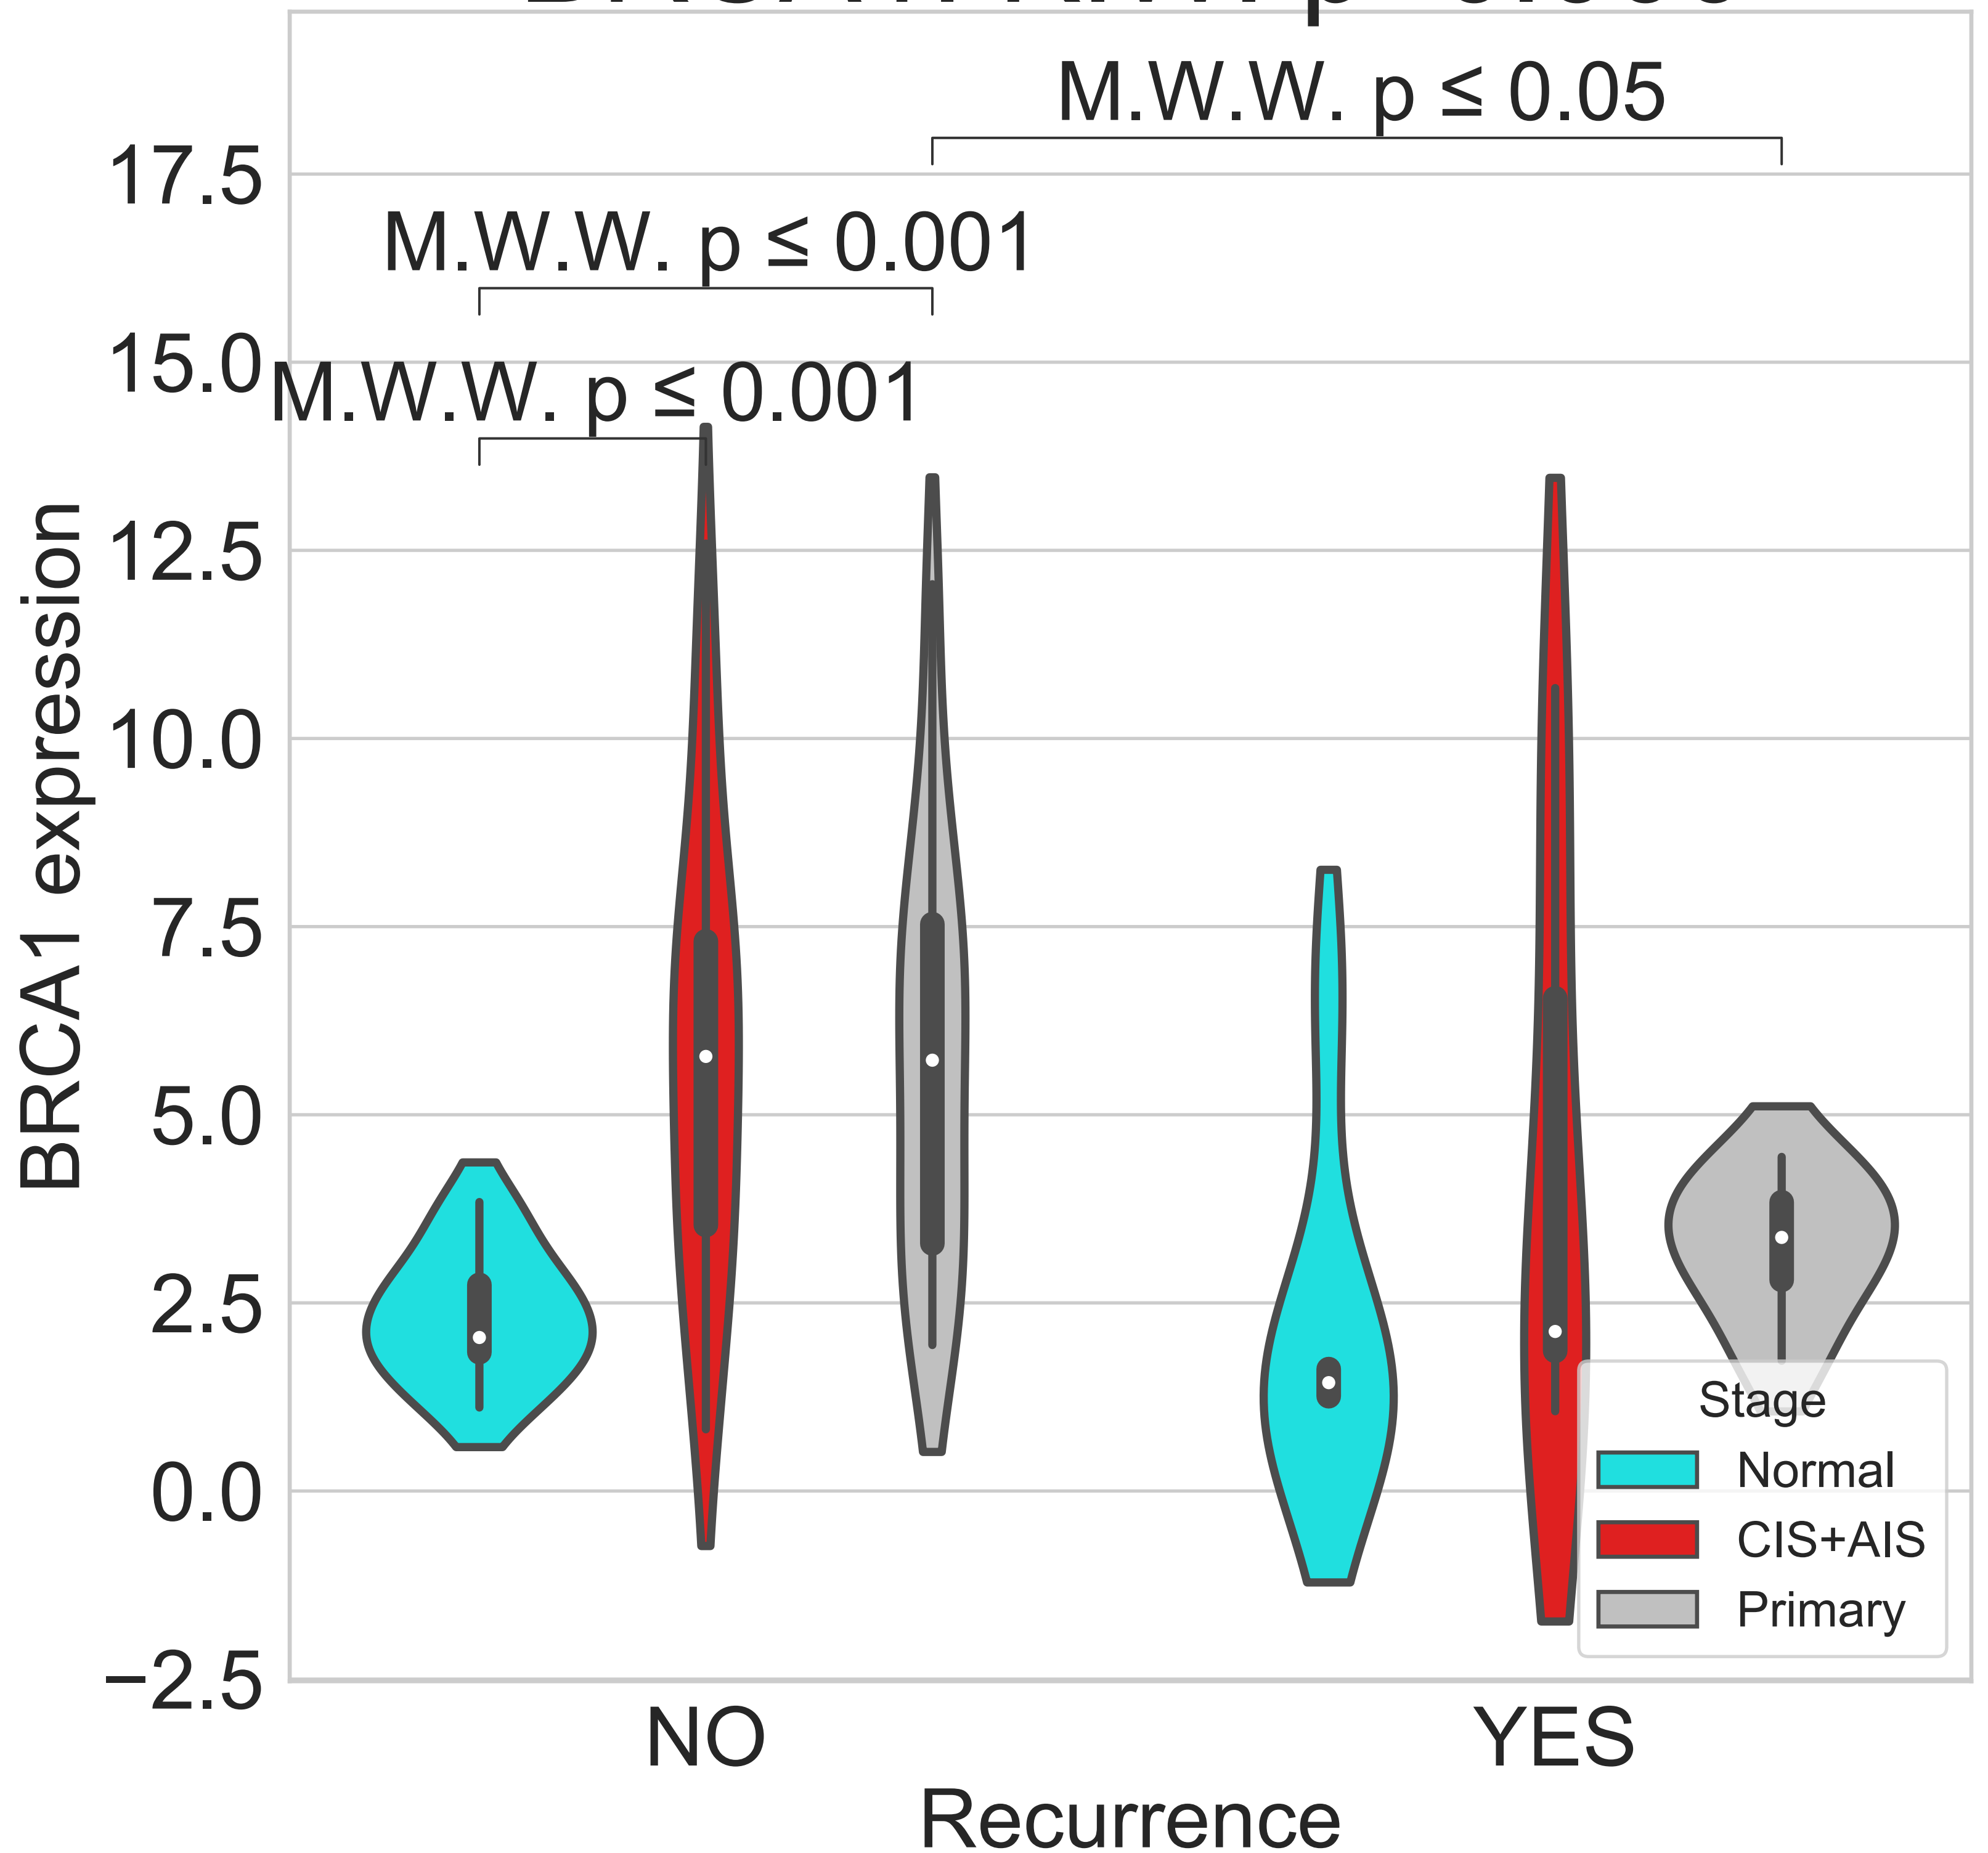 M.W.W. p ≤ 0.05
17.5
M.W.W. p ≤ 0.001
15.0
M.W.W. p ≤ 0.001
12.5
10.0
7.5
5.0
2.5
0.0
−2.5
BRCA1 expression
Stage
Normal
CIS+AIS
Primary
NO
YES
Recurrence